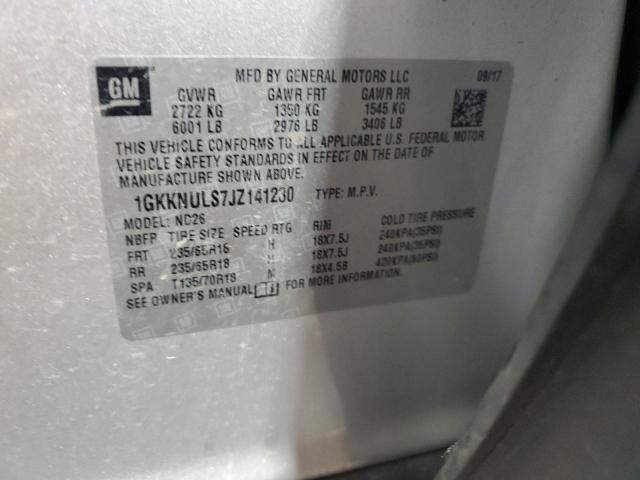 GM
MFD BY GENERAL MOTORS LLC 09/17
GVWR GAWR FRT GAWR RR
2722 KG 1350 KG 1545 KG
6001 LB 2976 LB 3406 LB
THIS VEHICLE CONFORMS TO ALL APPLICABLE U.S. FEDERAL MOTOR
VEHICLE SAFETY STANDARDS IN EFFECT ON THE DATE OF
MANUFACTURE SHOWN ABOVE.
1GKKNULS7JZ141230 TYPE: M.P.V.
MODEL: NC26
NBFP TIRE SIZE SPEED RTG RIM COLD TIRE PRESSURE
FRT 235/65R18 H 18X7.5J 240KPA(35PSI)
RR 235/65R18 H 18X7.5J 240KPA(35PSI)
SPA T135/70R18 M 18X4.5B 420KPA(60PSI)
SEE OWNER'S MANUAL FOR MORE INFORMATION.